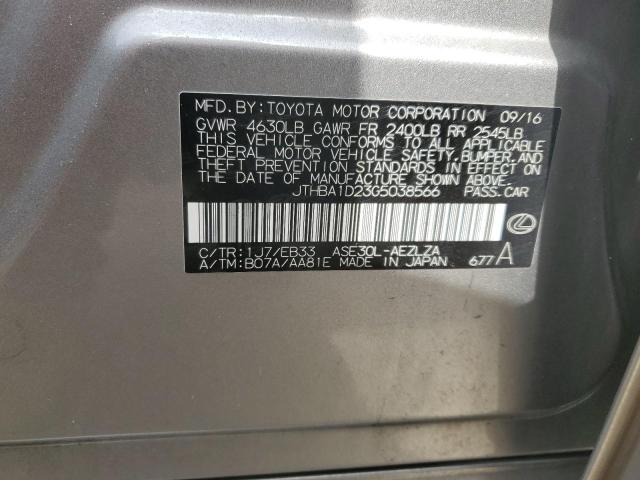 MFD. BY: TOYOTA MOTOR CORPORATION 09/16
GVWR 4630LB GAWR FR 2400LB RR 2545LB
THIS VEHICLE CONFORMS TO ALL APPLICABLE
FEDERAL MOTOR VEHICLE SAFETY, BUMPER, AND
THEFT PREVENTION STANDARDS IN EFFECT ON
THE DATE OF MANUFACTURE SHOWN ABOVE.
JTHBA1D23G5038566 PASS. CAR
C/TR: 1J7/EB33 ASE30L-AEZLZA
A/TM: B07A/AA81E MADE IN JAPAN 677 A